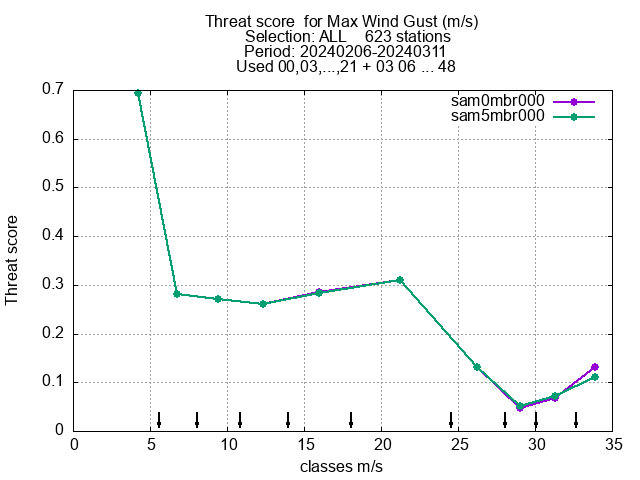 Threat score  for Max Wind Gust (m/s)
Selection: ALL    623 stations
Period: 20240206-20240311
Used 00,03,...,21 + 03 06 ... 48
sam0mbr000
sam5mbr000
0.7
0.6
0.5
0.4
0.3
0.2
0.1
0
Threat score
0 5 10 15 20 25 30 35
classes m/s